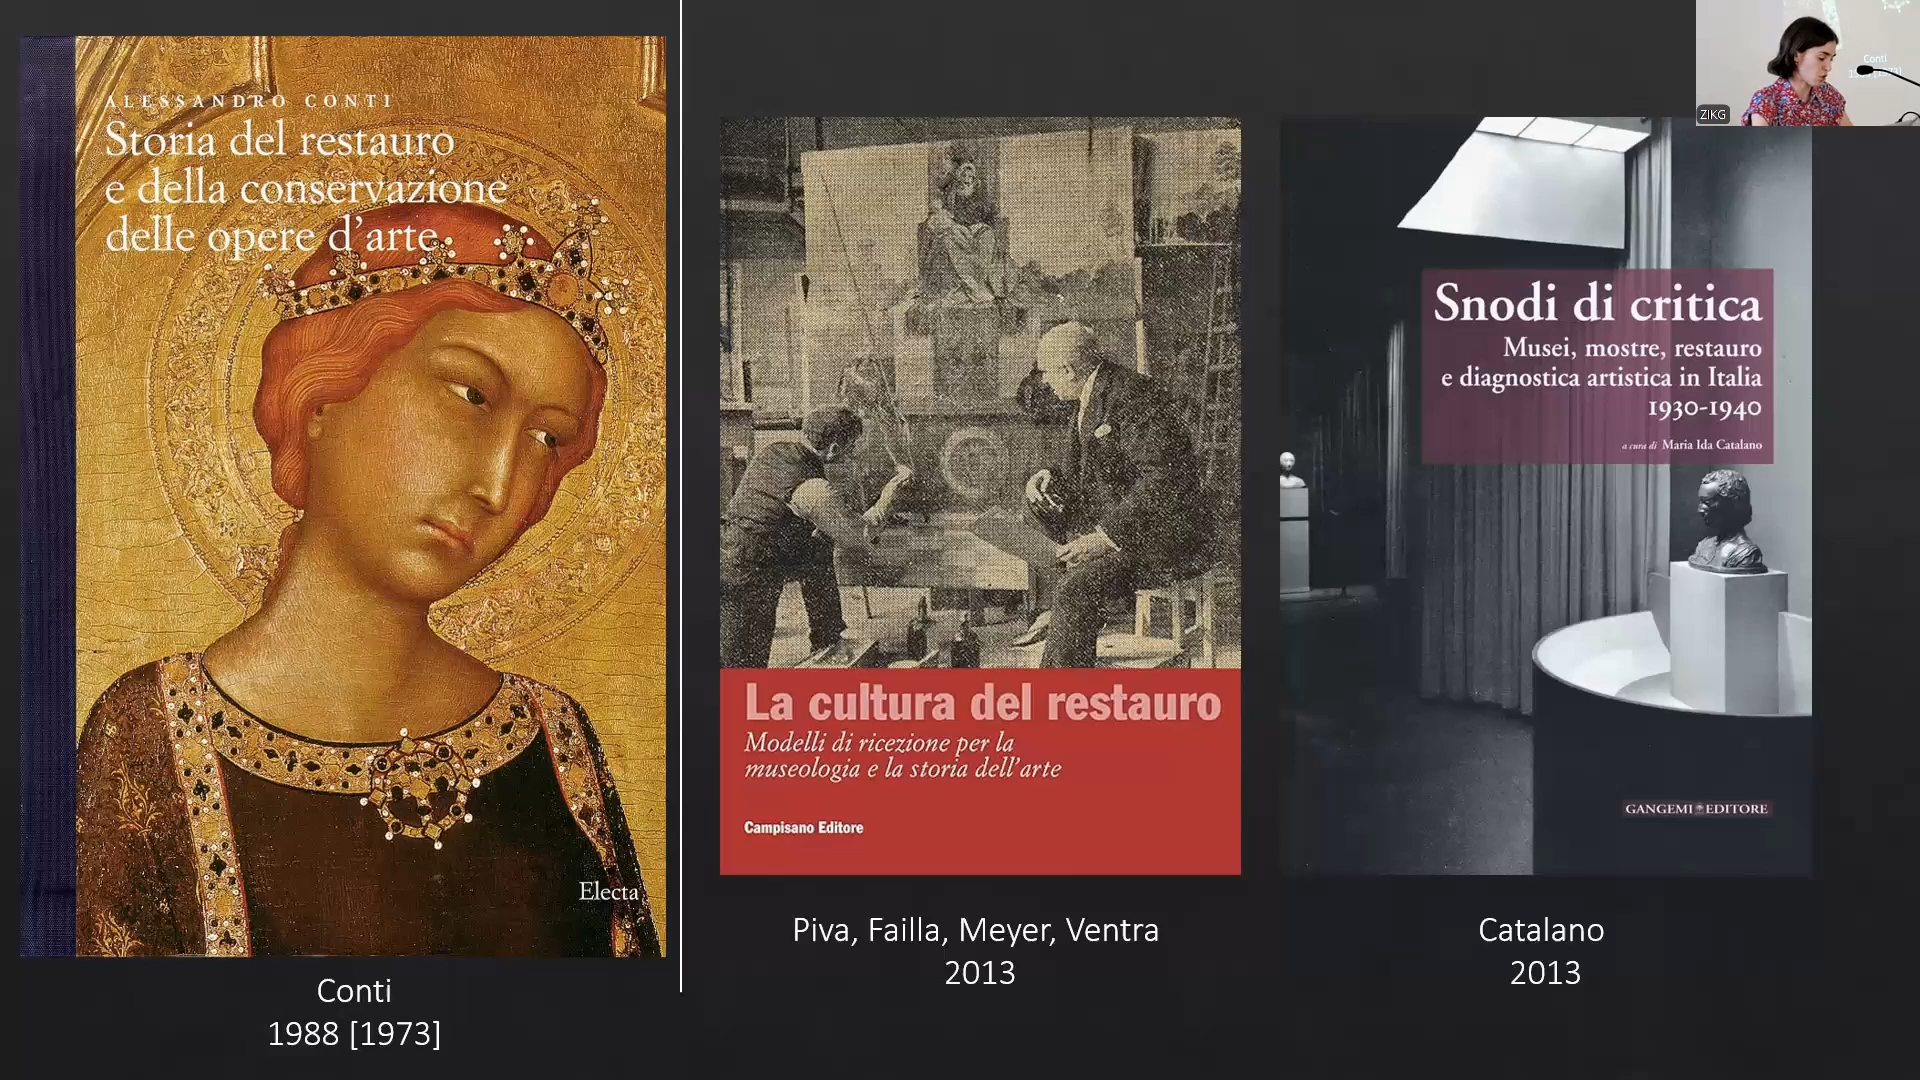 ALESSANDRO CONTI
Storia del restauro
e della conservazione
delle opere d'arte
Electa
Conti
1988 [1973]
La cultura del restauro
Modelli di ricezione per la
museologia e la storia dell'arte
Campisano Editore
Piva, Failla, Meyer, Ventra
2013
Snodi di critica
Musei, mostre, restauro
e diagnostica artistica in Italia
1930-1940
a cura di Maria Ida Catalano
GANGEMI EDITORE
Catalano
2013
Conti
ZIKG